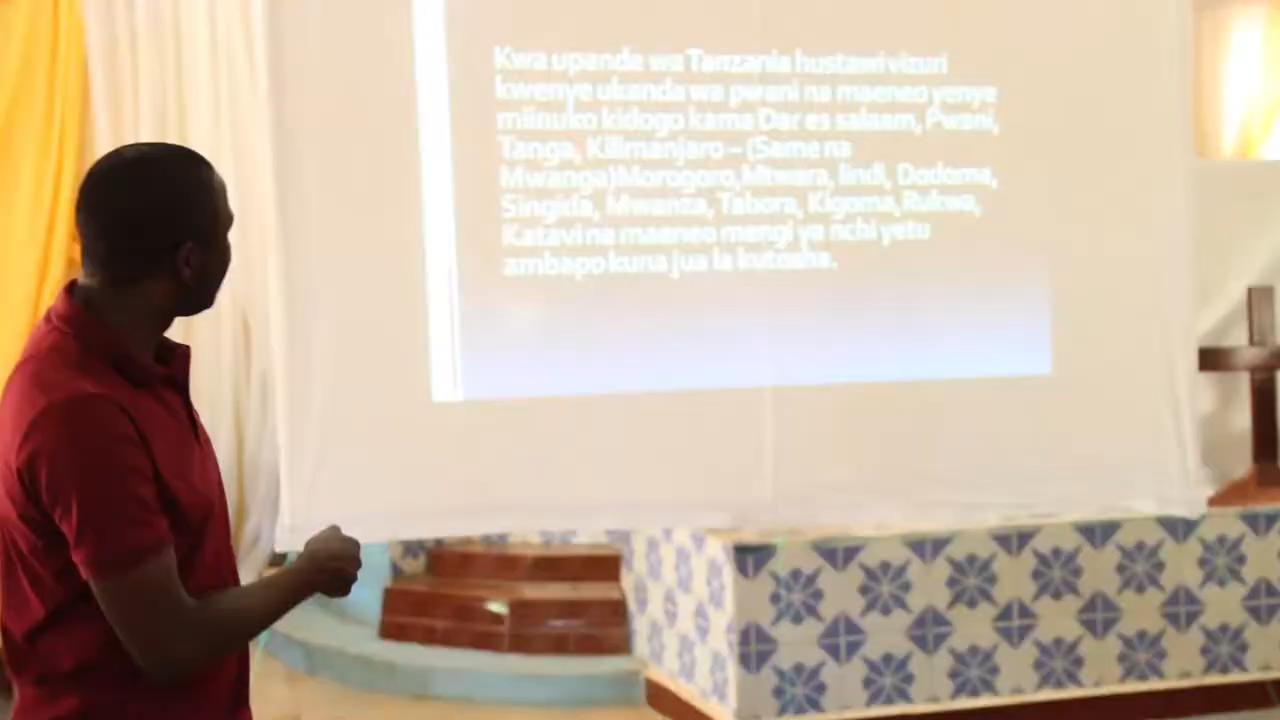 Kwa upande wa Tanzania hustawi vizuri
kwenye ukanda wa pwani na maeneo yenye
miinuko kidogo kama Dar es salaam, Pwani,
Tanga, Kilimanjaro – (Same na
Mwanga)Morogoro,Mtwara, lindi, Dodoma,
Singida, Mwanza, Tabora, Kigoma,Rukwa,
Katavi na maeneo mengi ya nchi yetu
ambapo kuna jua la kutosha.